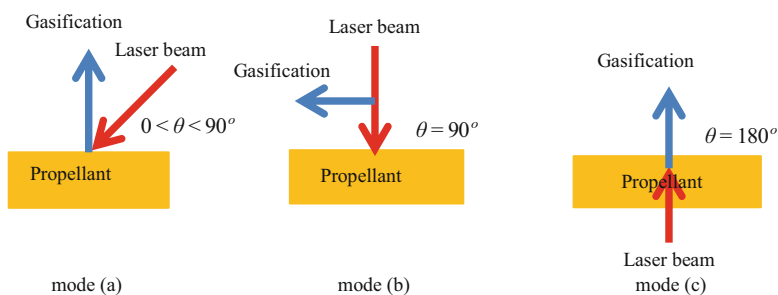 Gasification
Laser beam
0 < θ < 90°
Propellant
mode (a)
Laser beam
Gasification
θ = 90°
Propellant
mode (b)
Gasification
θ = 180°
Propellant
Laser beam
mode (c)